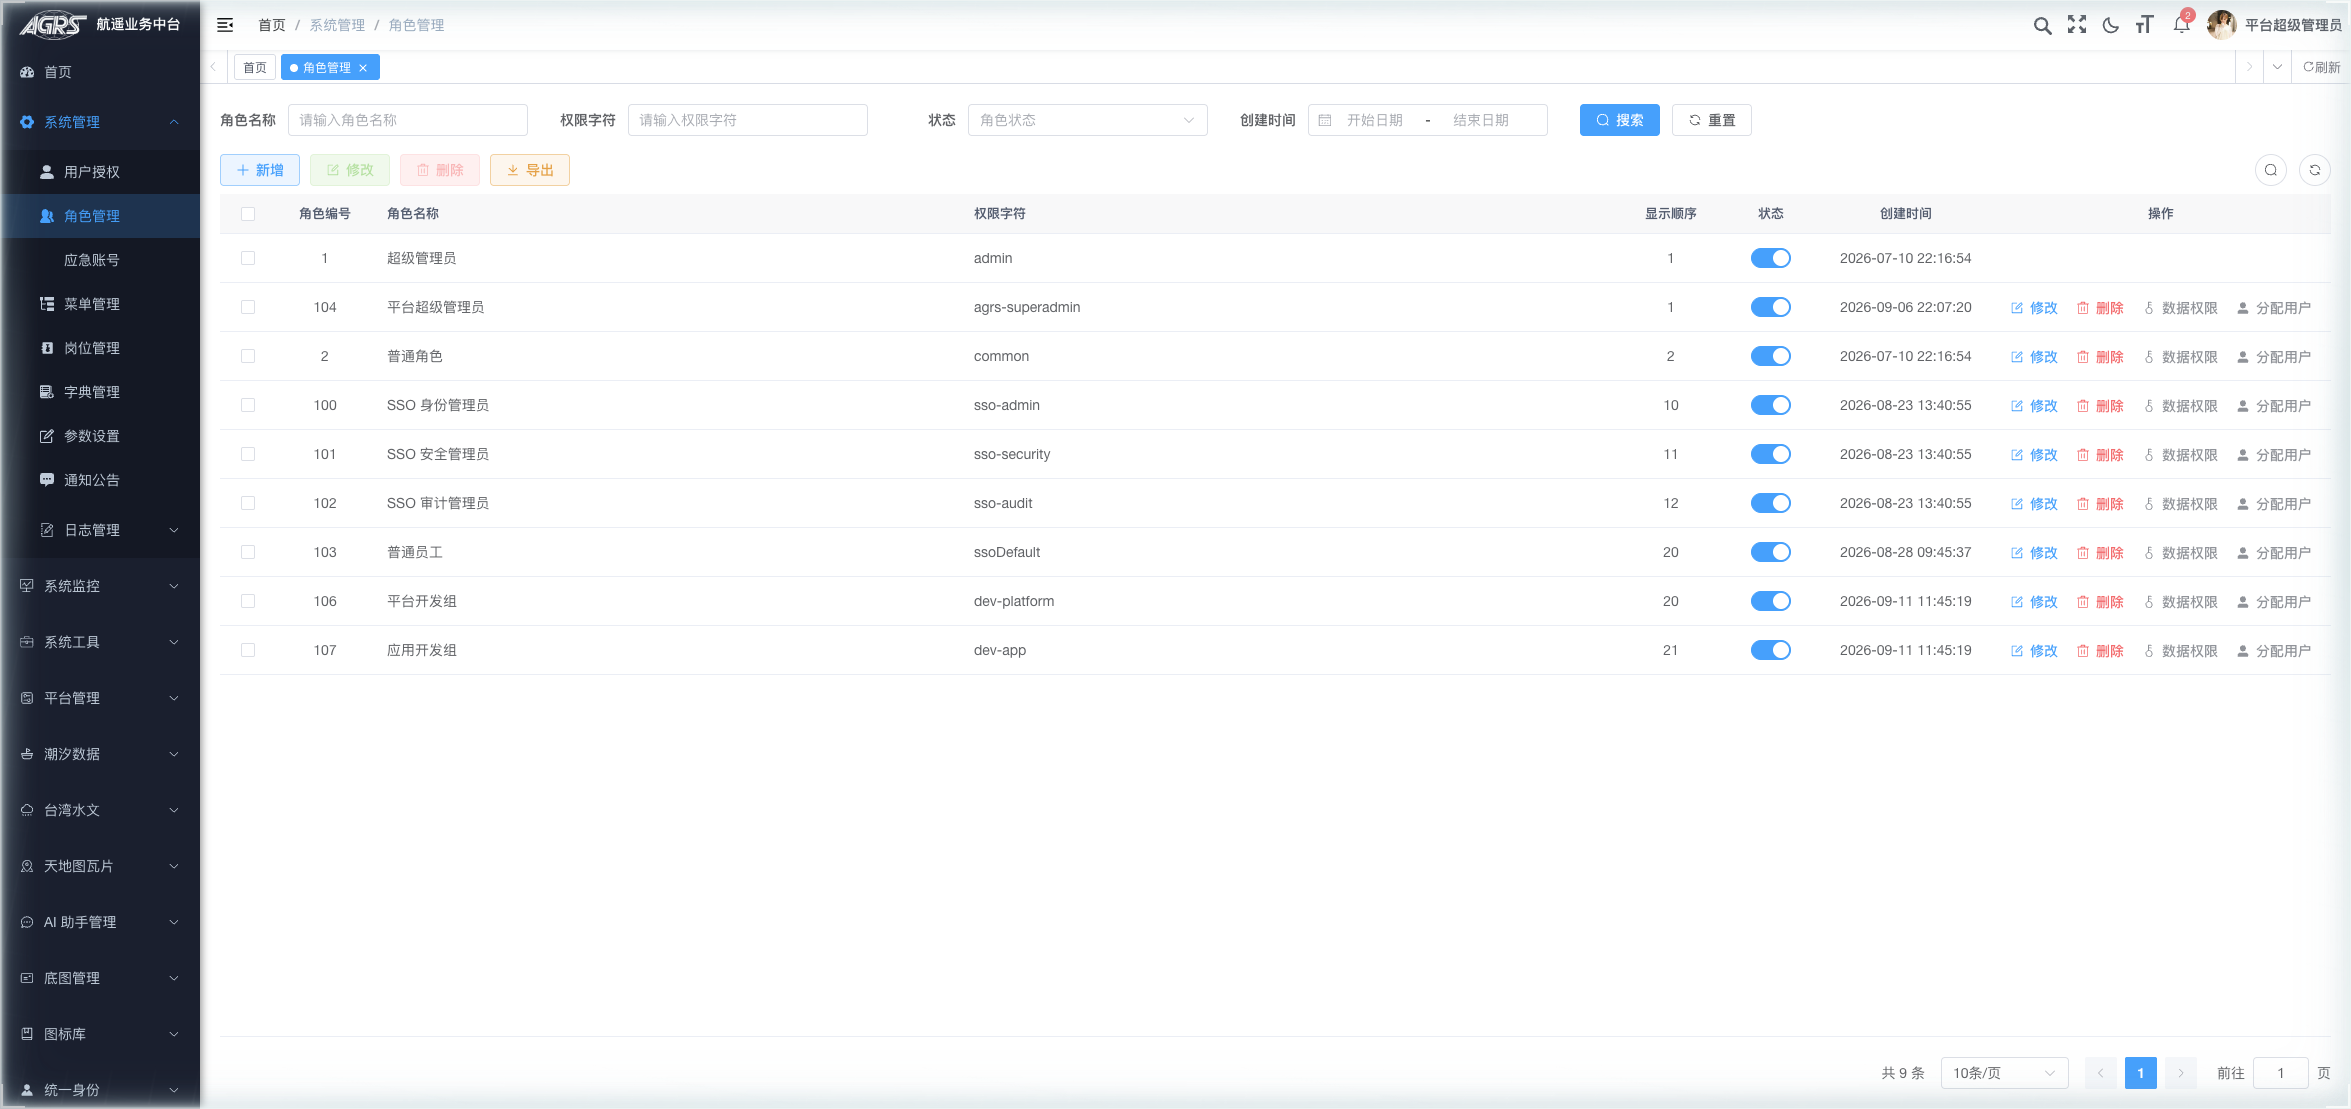 AGRS 航遥业务中台
首页 / 系统管理 / 角色管理
2 平台超级管理员
首页 角色管理 刷新
首页
系统管理
用户授权
角色管理
应急账号
菜单管理
岗位管理
字典管理
参数设置
通知公告
日志管理
系统监控
系统工具
平台管理
潮汐数据
台湾水文
天地图瓦片
AI 助手管理
底图管理
图标库
统一身份
角色名称 请输入角色名称 权限字符 请输入权限字符 状态 角色状态 创建时间 开始日期 - 结束日期 搜索 重置
新增 修改 删除 导出
角色编号 角色名称 权限字符 显示顺序 状态 创建时间 操作
1 超级管理员 admin 1 2026-07-10 22:16:54
104 平台超级管理员 agrs-superadmin 1 2026-09-06 22:07:20 修改 删除 数据权限 分配用户
2 普通角色 common 2 2026-07-10 22:16:54 修改 删除 数据权限 分配用户
100 SSO 身份管理员 sso-admin 10 2026-08-23 13:40:55 修改 删除 数据权限 分配用户
101 SSO 安全管理员 sso-security 11 2026-08-23 13:40:55 修改 删除 数据权限 分配用户
102 SSO 审计管理员 sso-audit 12 2026-08-23 13:40:55 修改 删除 数据权限 分配用户
103 普通员工 ssoDefault 20 2026-08-28 09:45:37 修改 删除 数据权限 分配用户
106 平台开发组 dev-platform 20 2026-09-11 11:45:19 修改 删除 数据权限 分配用户
107 应用开发组 dev-app 21 2026-09-11 11:45:19 修改 删除 数据权限 分配用户
共 9 条 10条/页 1 前往 1 页